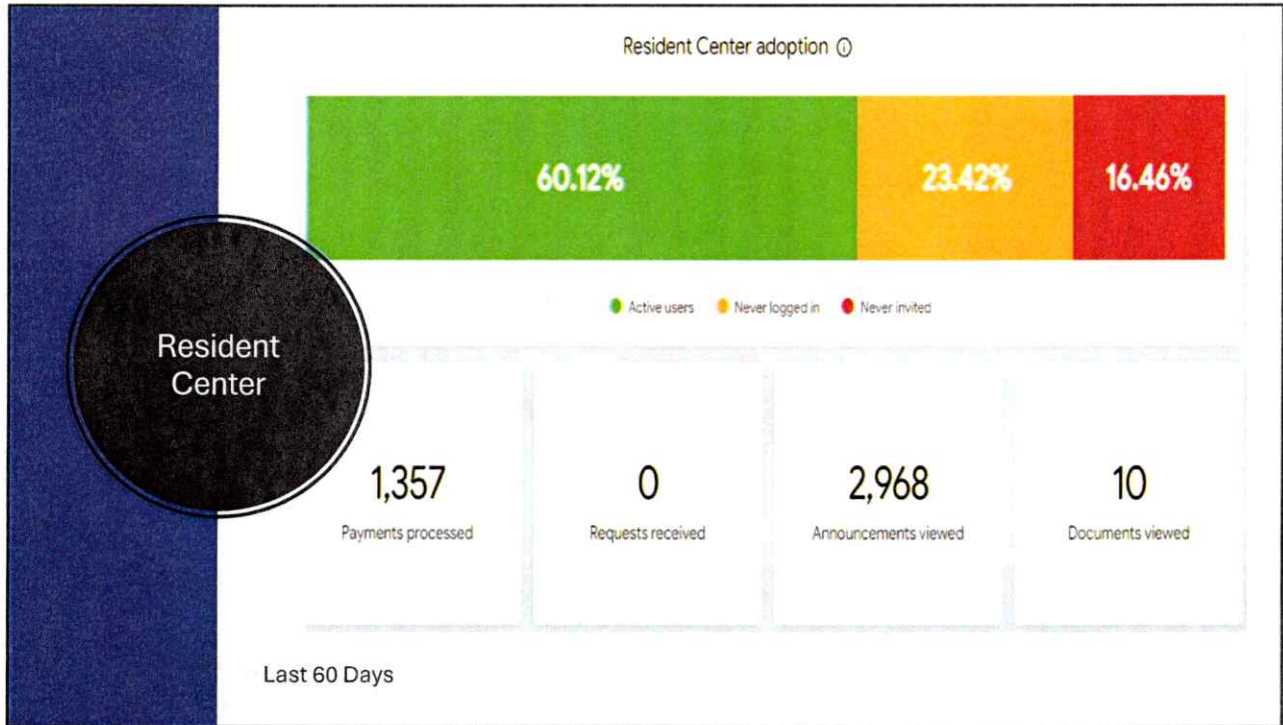 Resident Center adoption ⓘ
60.12% 23.42% 16.46%
Active users Never logged in Never invited
Resident
Center
1,357 0 2,968 10
Payments processed Requests received Announcements viewed Documents viewed
Last 60 Days